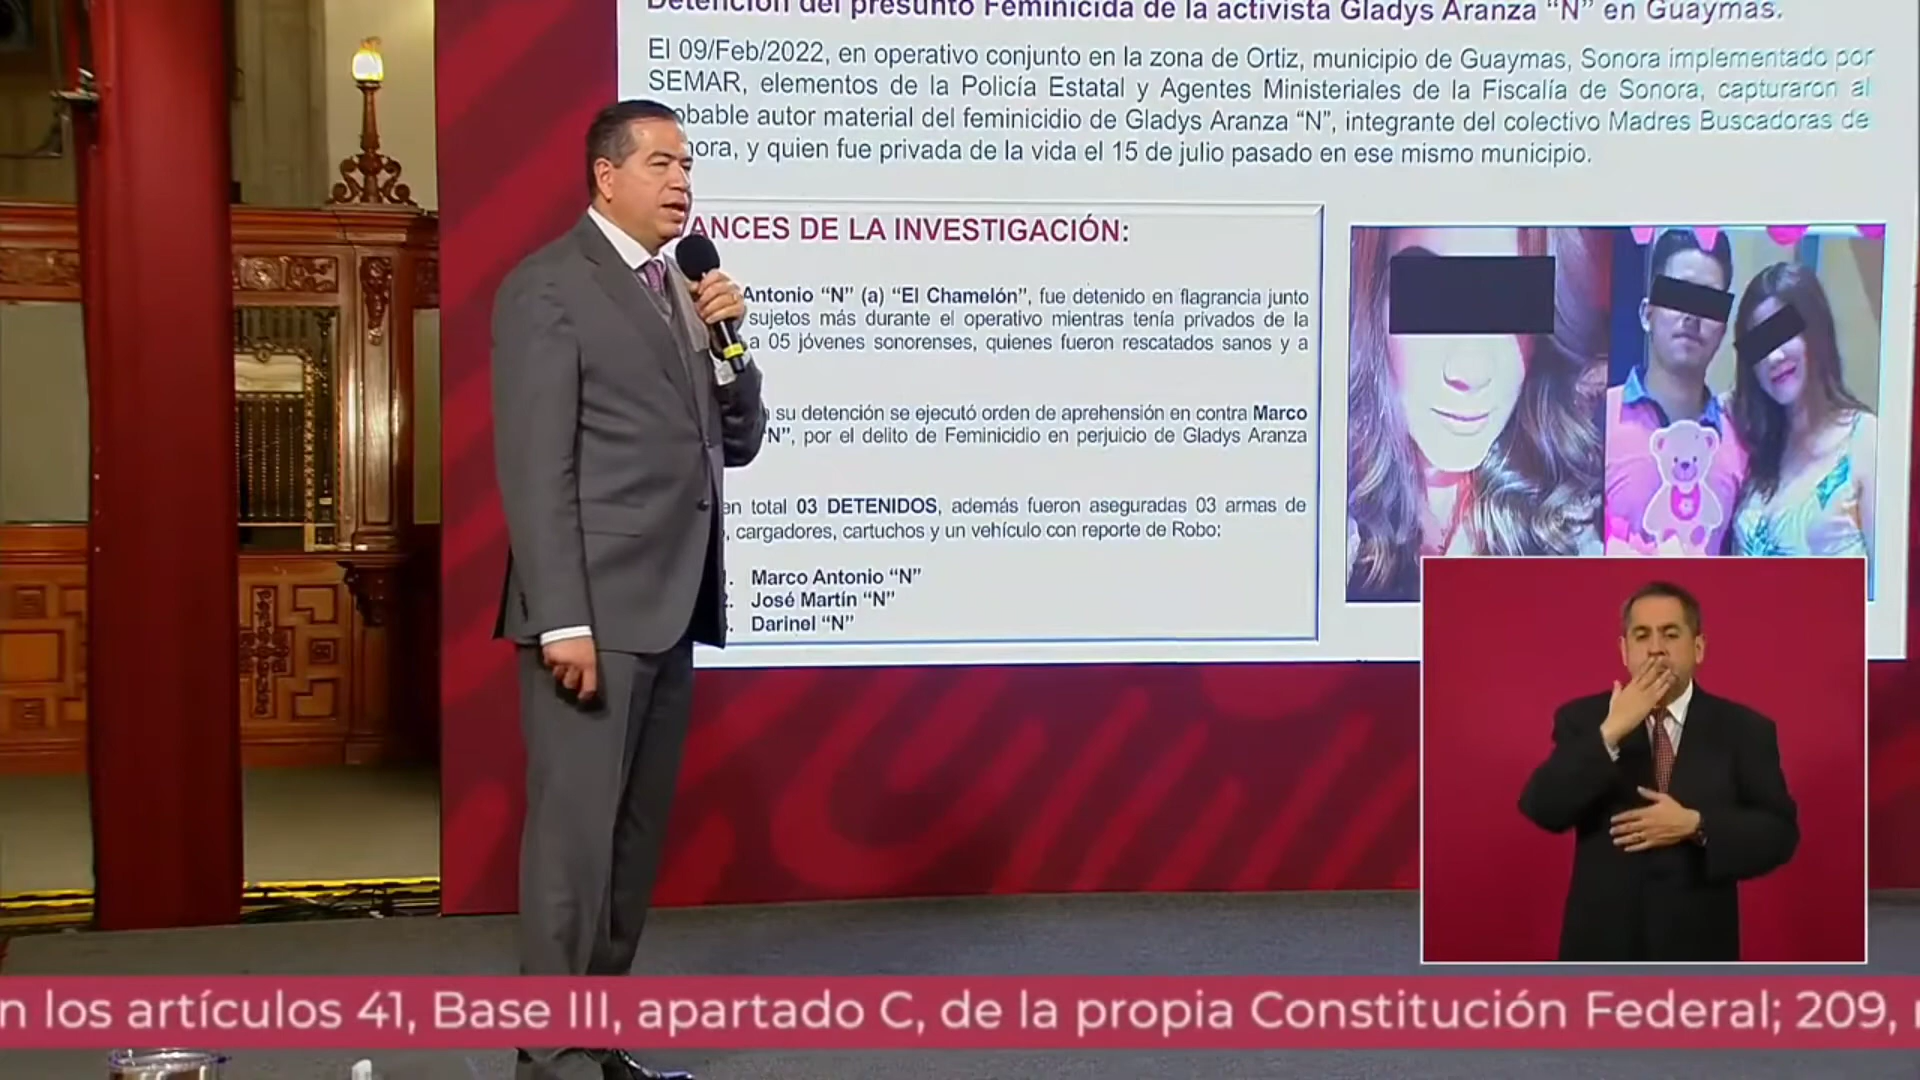 Detención del presunto Feminicida de la activista Gladys Aranza “N” en Guaymas.
El 09/Feb/2022, en operativo conjunto en la zona de Ortiz, municipio de Guaymas, Sonora implementado por
SEMAR, elementos de la Policía Estatal y Agentes Ministeriales de la Fiscalía de Sonora, capturaron al
obable autor material del feminicidio de Gladys Aranza “N”, integrante del colectivo Madres Buscadoras de
nora, y quien fue privada de la vida el 15 de julio pasado en ese mismo municipio.
ANCES DE LA INVESTIGACIÓN:
Antonio “N” (a) “El Chamelón”, fue detenido en flagrancia junto
sujetos más durante el operativo mientras tenía privados de la
a 05 jóvenes sonorenses, quienes fueron rescatados sanos y a
su detención se ejecutó orden de aprehensión en contra Marco
“N”, por el delito de Feminicidio en perjuicio de Gladys Aranza
en total 03 DETENIDOS, además fueron aseguradas 03 armas de
, cargadores, cartuchos y un vehículo con reporte de Robo:
. Marco Antonio “N”
. José Martín “N”
. Darinel “N”
n los artículos 41, Base III, apartado C, de la propia Constitución Federal; 209,